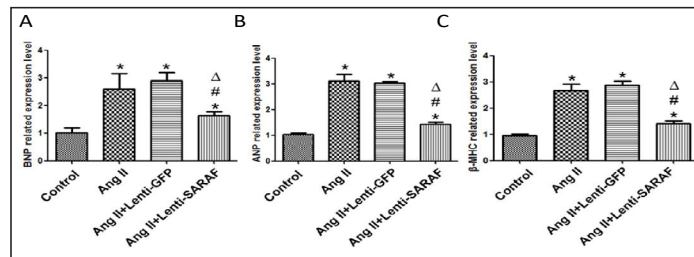 A
BNP related expression level
4
3
2
1
0
*
*
Δ
#
*
Control
Ang II
Ang II+Lenti-GFP
Ang II+Lenti-SARAF
B
ANP related expression level
4
3
2
1
0
*
*
Δ
#
*
Control
Ang II
Ang II+Lenti-GFP
Ang II+Lenti-SARAF
C
β-MHC related expression level
4
3
2
1
0
*
*
Δ
#
*
Control
Ang II
Ang II+Lenti-GFP
Ang II+Lenti-SARAF